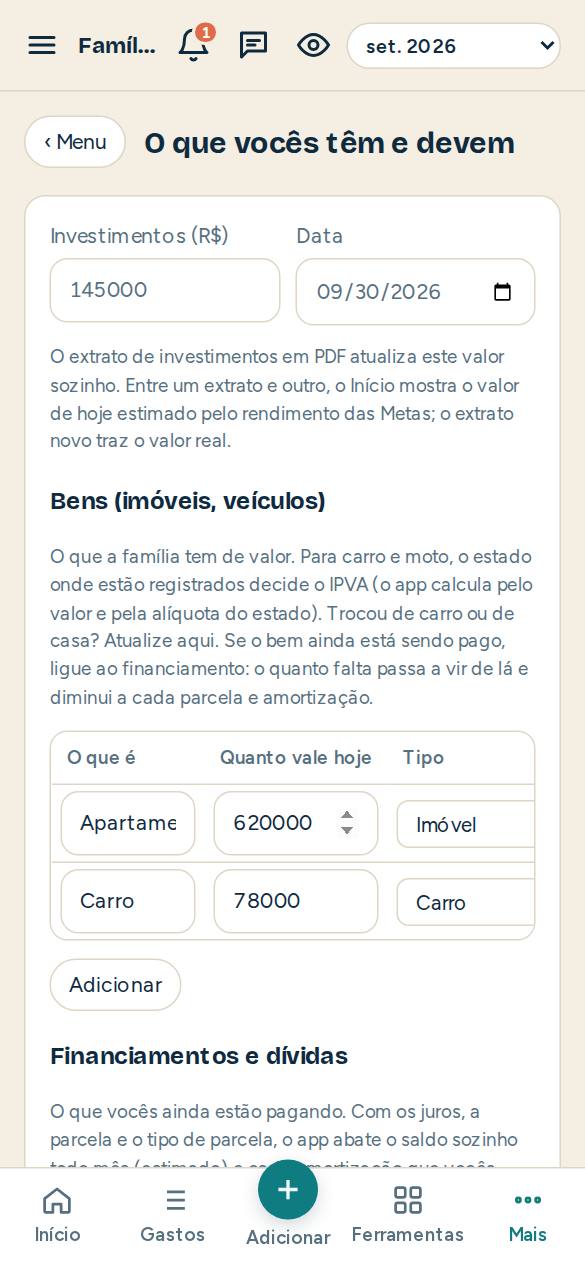 Famíl...
1
set. 2026
‹ Menu
O que vocês têm e devem
Investimentos (R$)
Data
145000
09/30/2026
O extrato de investimentos em PDF atualiza este valor
sozinho. Entre um extrato e outro, o Início mostra o valor
de hoje estimado pelo rendimento das Metas; o extrato
novo traz o valor real.
Bens (imóveis, veículos)
O que a família tem de valor. Para carro e moto, o estado
onde estão registrados decide o IPVA (o app calcula pelo
valor e pela alíquota do estado). Trocou de carro ou de
casa? Atualize aqui. Se o bem ainda está sendo pago,
ligue ao financiamento: o quanto falta passa a vir de lá e
diminui a cada parcela e amortização.
O que é Quanto vale hoje Tipo
Apartame 620000 Imóvel
Carro 78000 Carro
Adicionar
Financiamentos e dívidas
O que vocês ainda estão pagando. Com os juros, a
parcela e o tipo de parcela, o app abate o saldo sozinho
Início
Gastos
Adicionar
Ferramentas
Mais